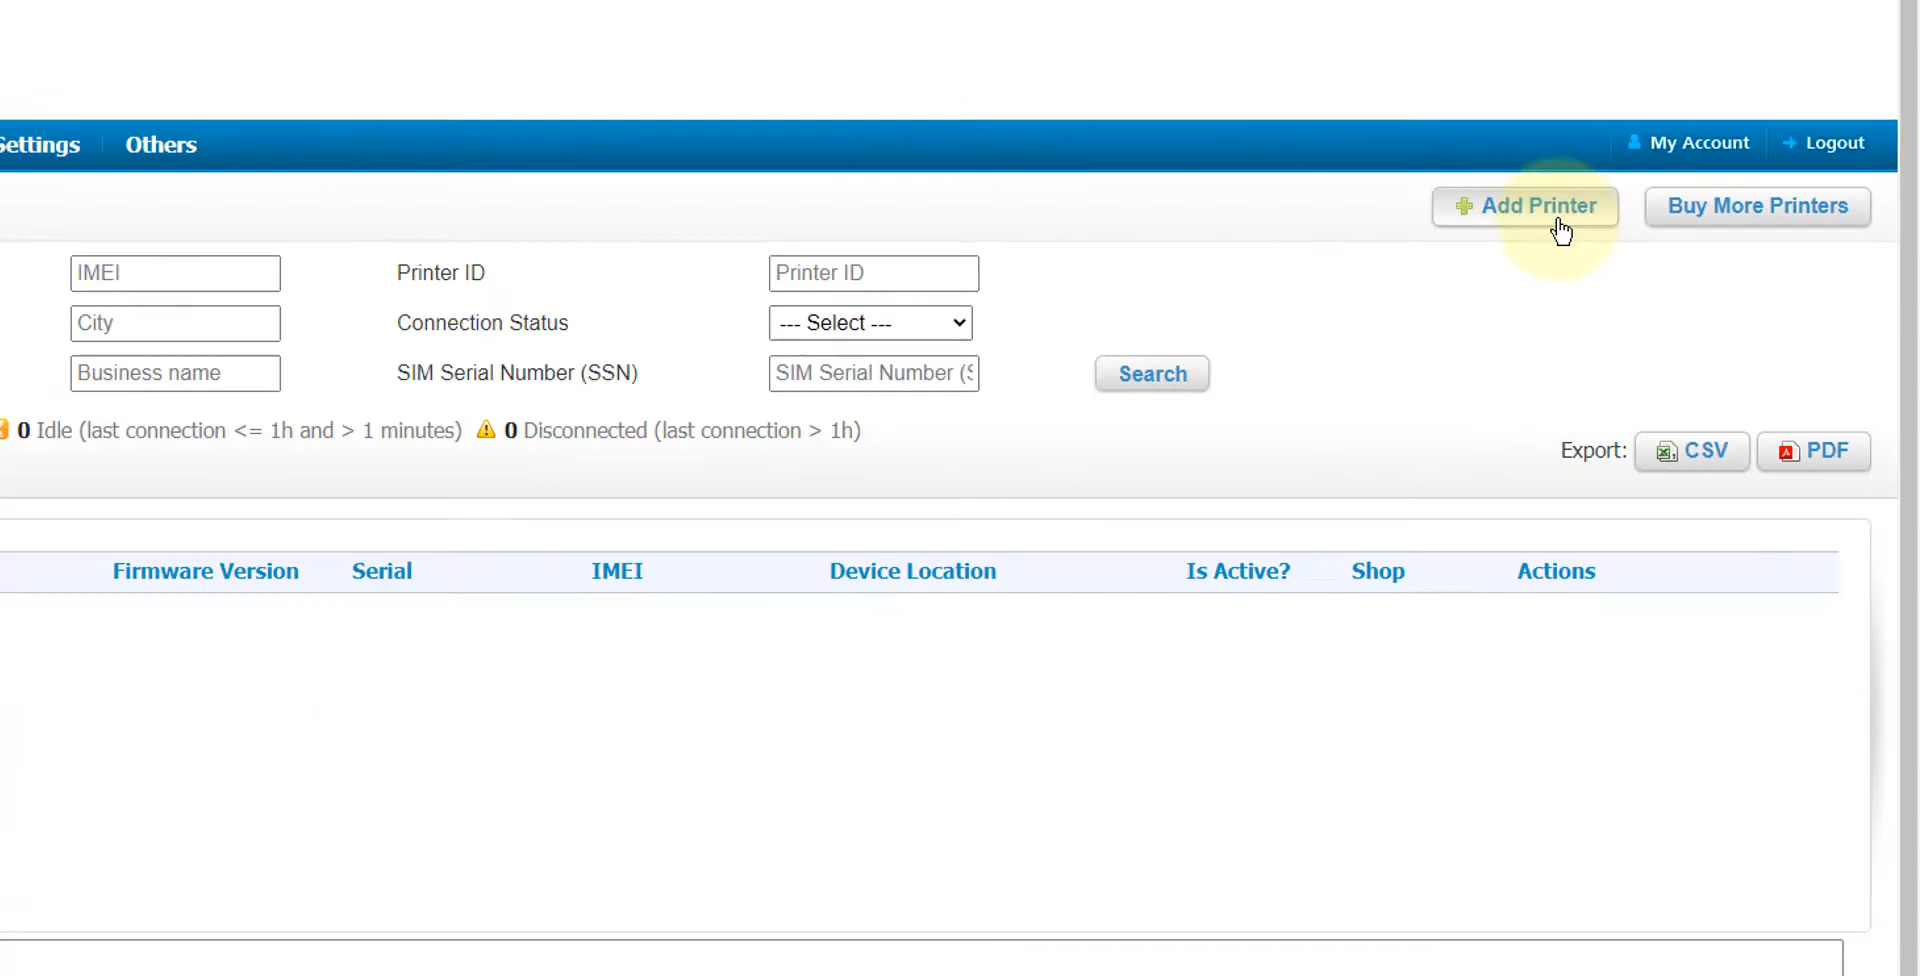 Settings Others My Account Logout
Add Printer Buy More Printers
IMEI Printer ID Printer ID
City Connection Status --- Select ---
Business name SIM Serial Number (SSN) SIM Serial Number (S Search
0 Idle (last connection <= 1h and > 1 minutes) 0 Disconnected (last connection > 1h)
Export: CSV PDF
Firmware Version Serial IMEI Device Location Is Active? Shop Actions